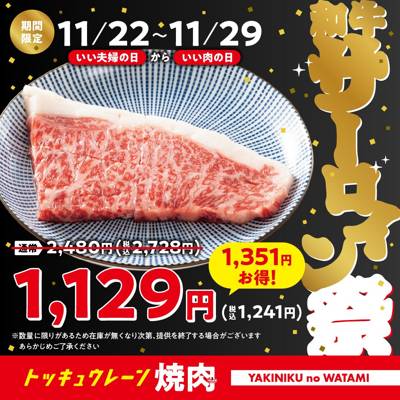 期間
限定
11/22~11/29
いい夫婦の日 から いい肉の日
和牛
サーロイン
祭
通常 2,480円(税込2,728円)
1,351円
お得!
1,129円
(税込1,241円)
※数量に限りがあるため在庫が無くなり次第、提供を終了する場合がございます
あらかじめご了承ください
トッキュウレーン 焼肉
YAKINIKU no WATAMI